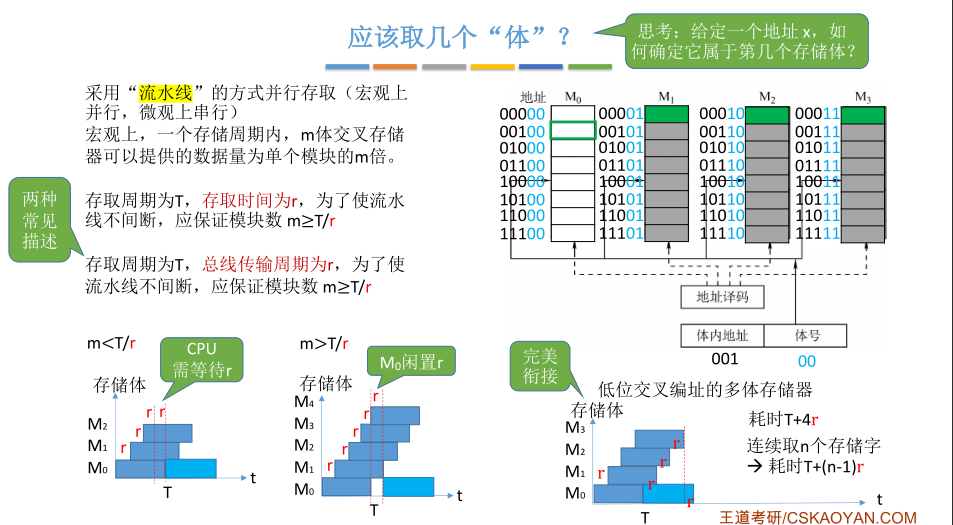 应该取几个“体”？
思考：给定一个地址 x，如
何确定它属于第几个存储体？
采用“流水线”的方式并行存取（宏观上
并行，微观上串行）
宏观上，一个存储周期内，m体交叉存储
器可以提供的数据量为单个模块的m倍。
两种
常见
描述
存取周期为T，存取时间为r，为了使流水
线不间断，应保证模块数 m≥T/r
存取周期为T，总线传输周期为r，为了使
流水线不间断，应保证模块数 m≥T/r
地址 M0 M1 M2 M3
00000 00001 00010 00011
00100 00101 00110 00111
01000 01001 01010 01011
01100 01101 01110 01111
10000 10001 10010 10011
10100 10101 10110 10111
11000 11001 11010 11011
11100 11101 11110 11111
地址译码
体内地址 体号
001 00
低位交叉编址的多体存储器
m<T/r
CPU
需等待r
存储体
r r
M2 r
M1 r
M0
t
T
m>T/r
M0闲置r
存储体
r
M4 r
M3 r
M2 r
M1 r
M0
t
T
完美
衔接
存储体
M3
M2 r
M1 r r
M0 r
r
t
T
耗时T+4r
连续取n个存储字
→ 耗时T+(n-1)r
王道考研/CSKAOYAN.COM